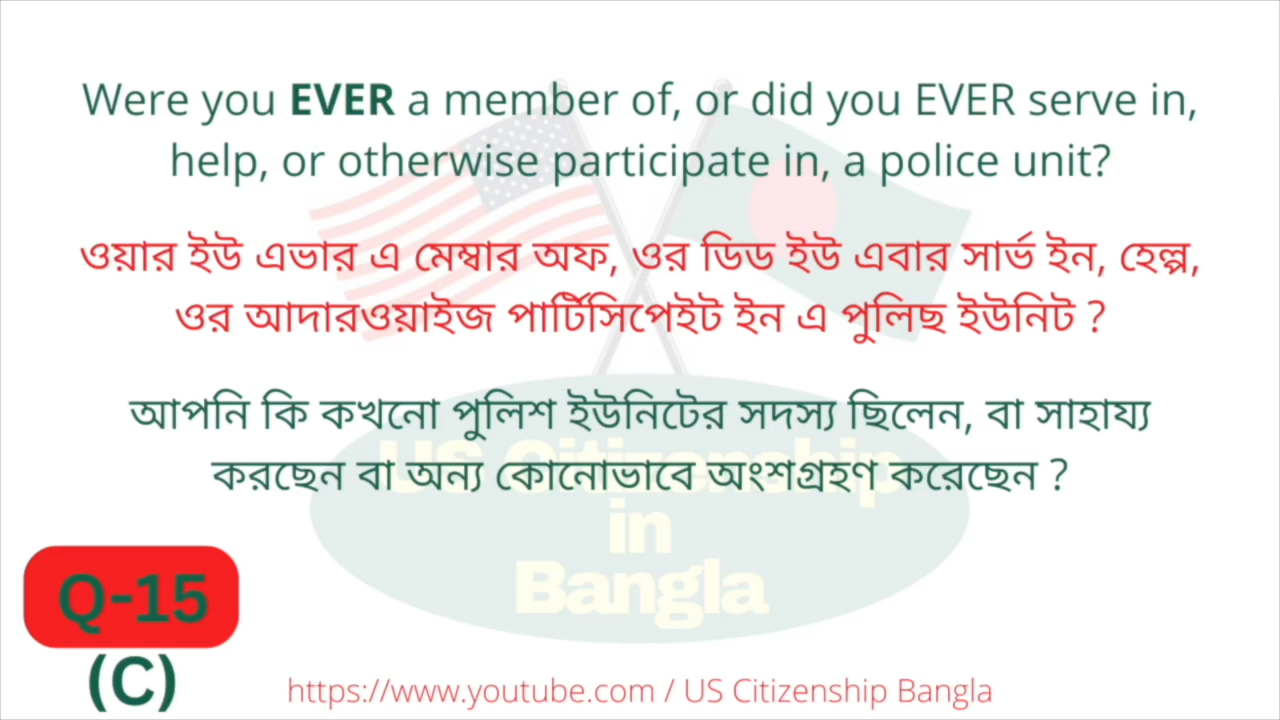 Were you EVER a member of, or did you EVER serve in,
help, or otherwise participate in, a police unit?
ওয়ার ইউ এভার এ মেম্বার অফ, ওর ডিড ইউ এবার সার্ভ ইন, হেল্প,
ওর আদারওয়াইজ পার্টিসিপেইট ইন এ পুলিছ ইউনিট ?
আপনি কি কখনো পুলিশ ইউনিটের সদস্য ছিলেন, বা সাহায্য
করছেন বা অন্য কোনোভাবে অংশগ্রহণ করেছেন ?
US Citizenship
in
Bangla
Q-15
(C)
https://www.youtube.com / US Citizenship Bangla